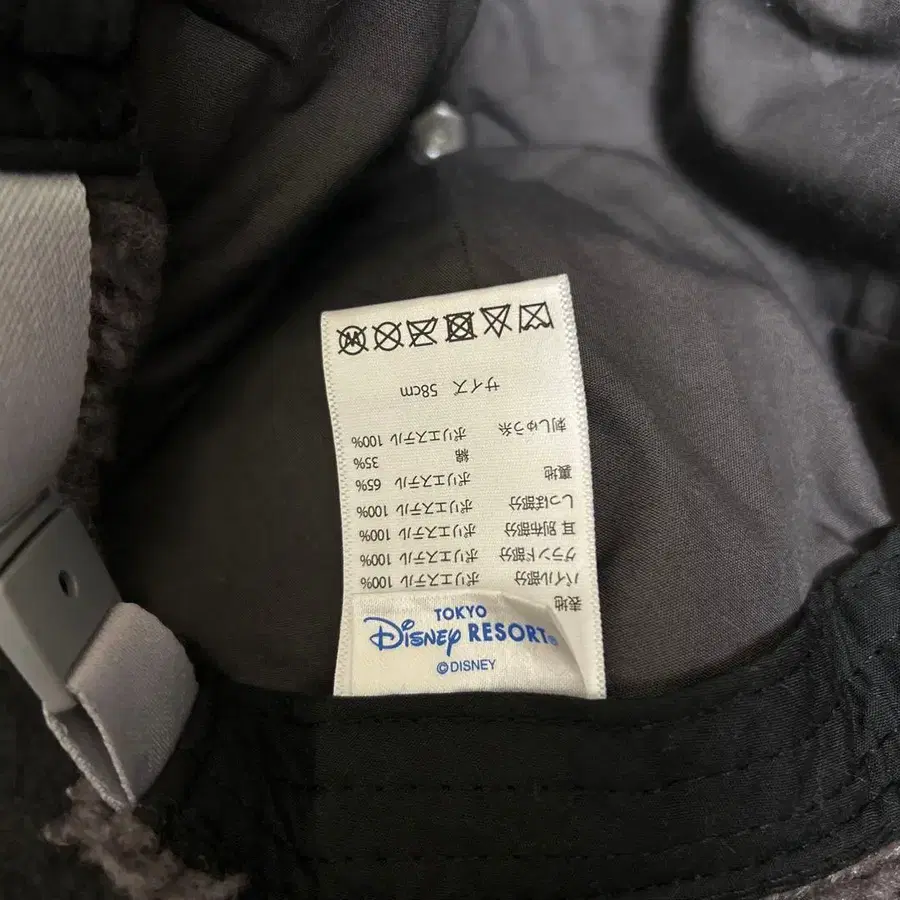 TOKYO
Disney RESORT®
©DISNEY
表地
パイル部分 ポリエステル 100%
グランド部分 ポリエステル 100%
耳 別布部分 ポリエステル 100%
しっぽ部分 ポリエステル 100%
裏地 ポリエステル 65%
綿 35%
刺しゅう糸 ポリエステル 100%
サイズ 58cm